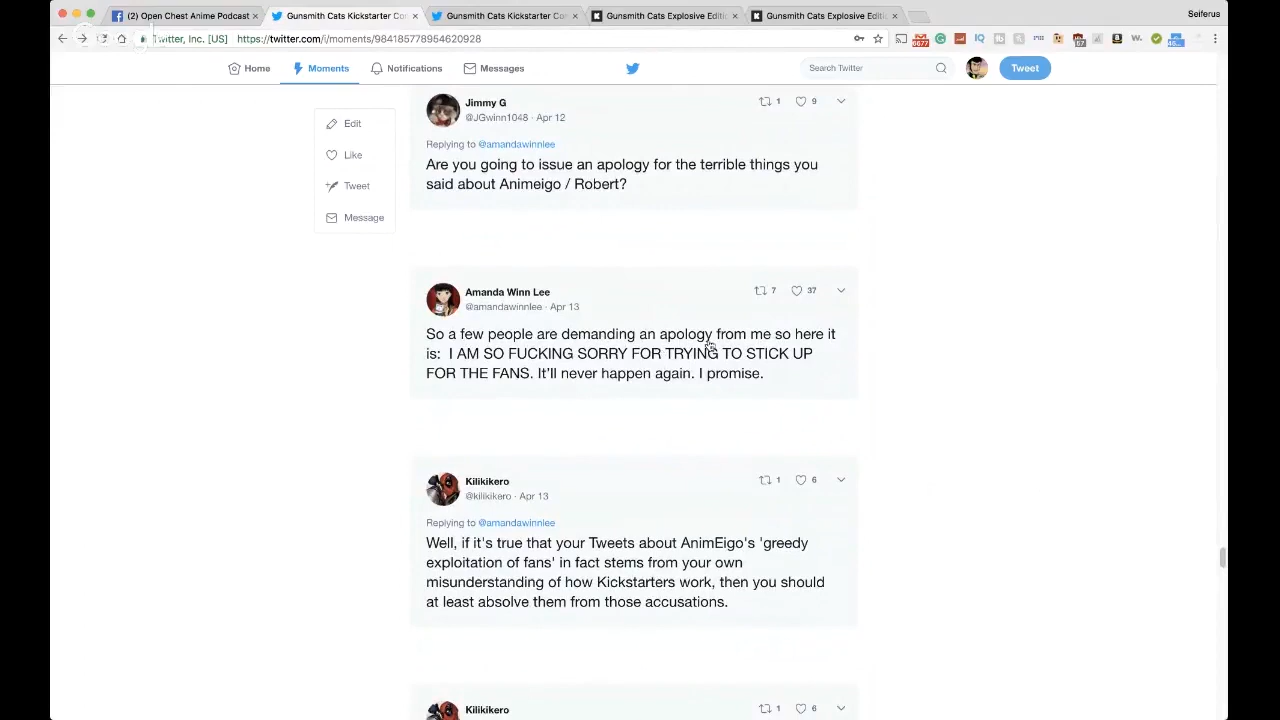 (2) Open Chest Anime Podcast
Gunsmith Cats Kickstarter Co
Gunsmith Cats Kickstarter Co
Gunsmith Cats Explosive Editi
Gunsmith Cats Explosive Editi
Seiferus
Twitter, Inc. [US] https://twitter.com/i/moments/984185778954620928
Home Moments Notifications Messages
Search Twitter
Tweet
Edit
Like
Tweet
Message
Jimmy G
@JGwinn1048 · Apr 12
1 9
Replying to @amandawinnlee
Are you going to issue an apology for the terrible things you
said about Animeigo / Robert?
Amanda Winn Lee
@amandawinnlee · Apr 13
7 37
So a few people are demanding an apology from me so here it
is: I AM SO FUCKING SORRY FOR TRYING TO STICK UP
FOR THE FANS. It'll never happen again. I promise.
Kilikikero
@kilikikero · Apr 13
1 6
Replying to @amandawinnlee
Well, if it's true that your Tweets about AnimEigo's 'greedy
exploitation of fans' in fact stems from your own
misunderstanding of how Kickstarters work, then you should
at least absolve them from those accusations.
Kilikikero
1 6